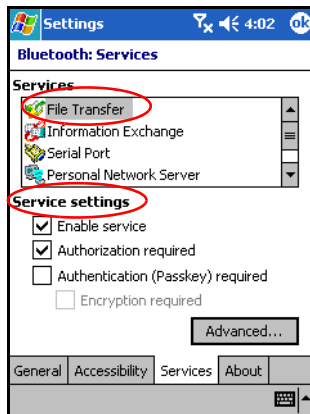 Settings 4:02 ok
Bluetooth: Services
Services
File Transfer
Information Exchange
Serial Port
Personal Network Server
Service settings
Enable service
Authorization required
Authentication (Passkey) required
Encryption required
Advanced...
General Accessibility Services About